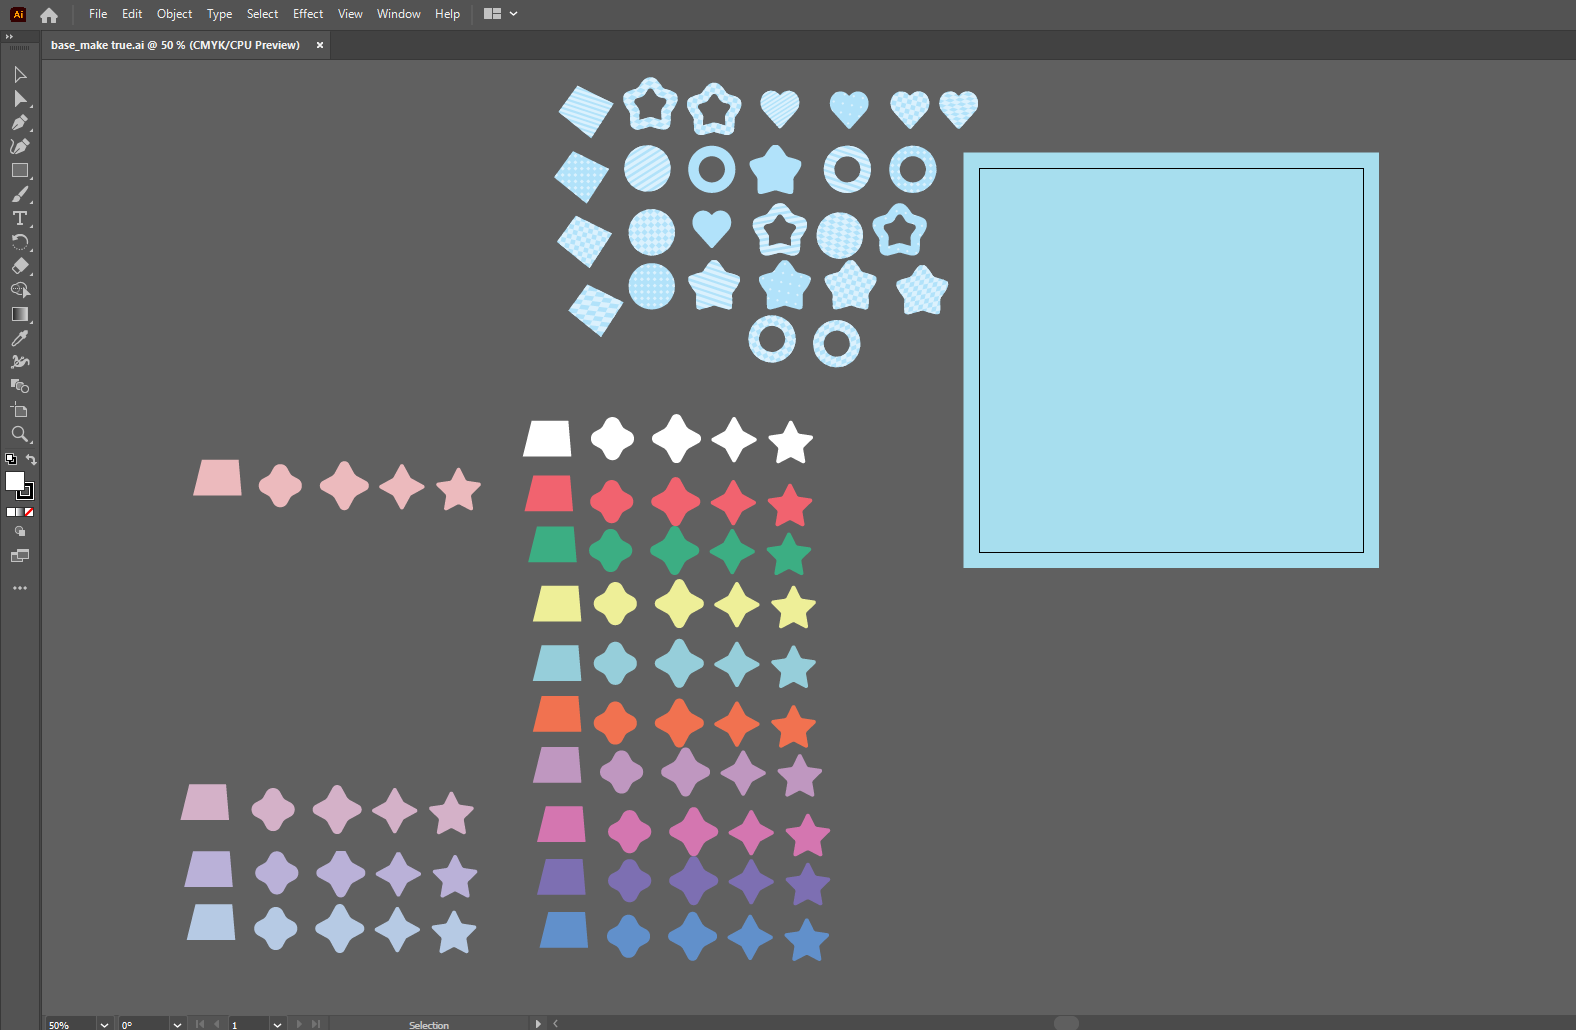 Ai File Edit Object Type Select Effect View Window Help
base_make true.ai @ 50 % (CMYK/CPU Preview) ×
50% 0° 1 Selection